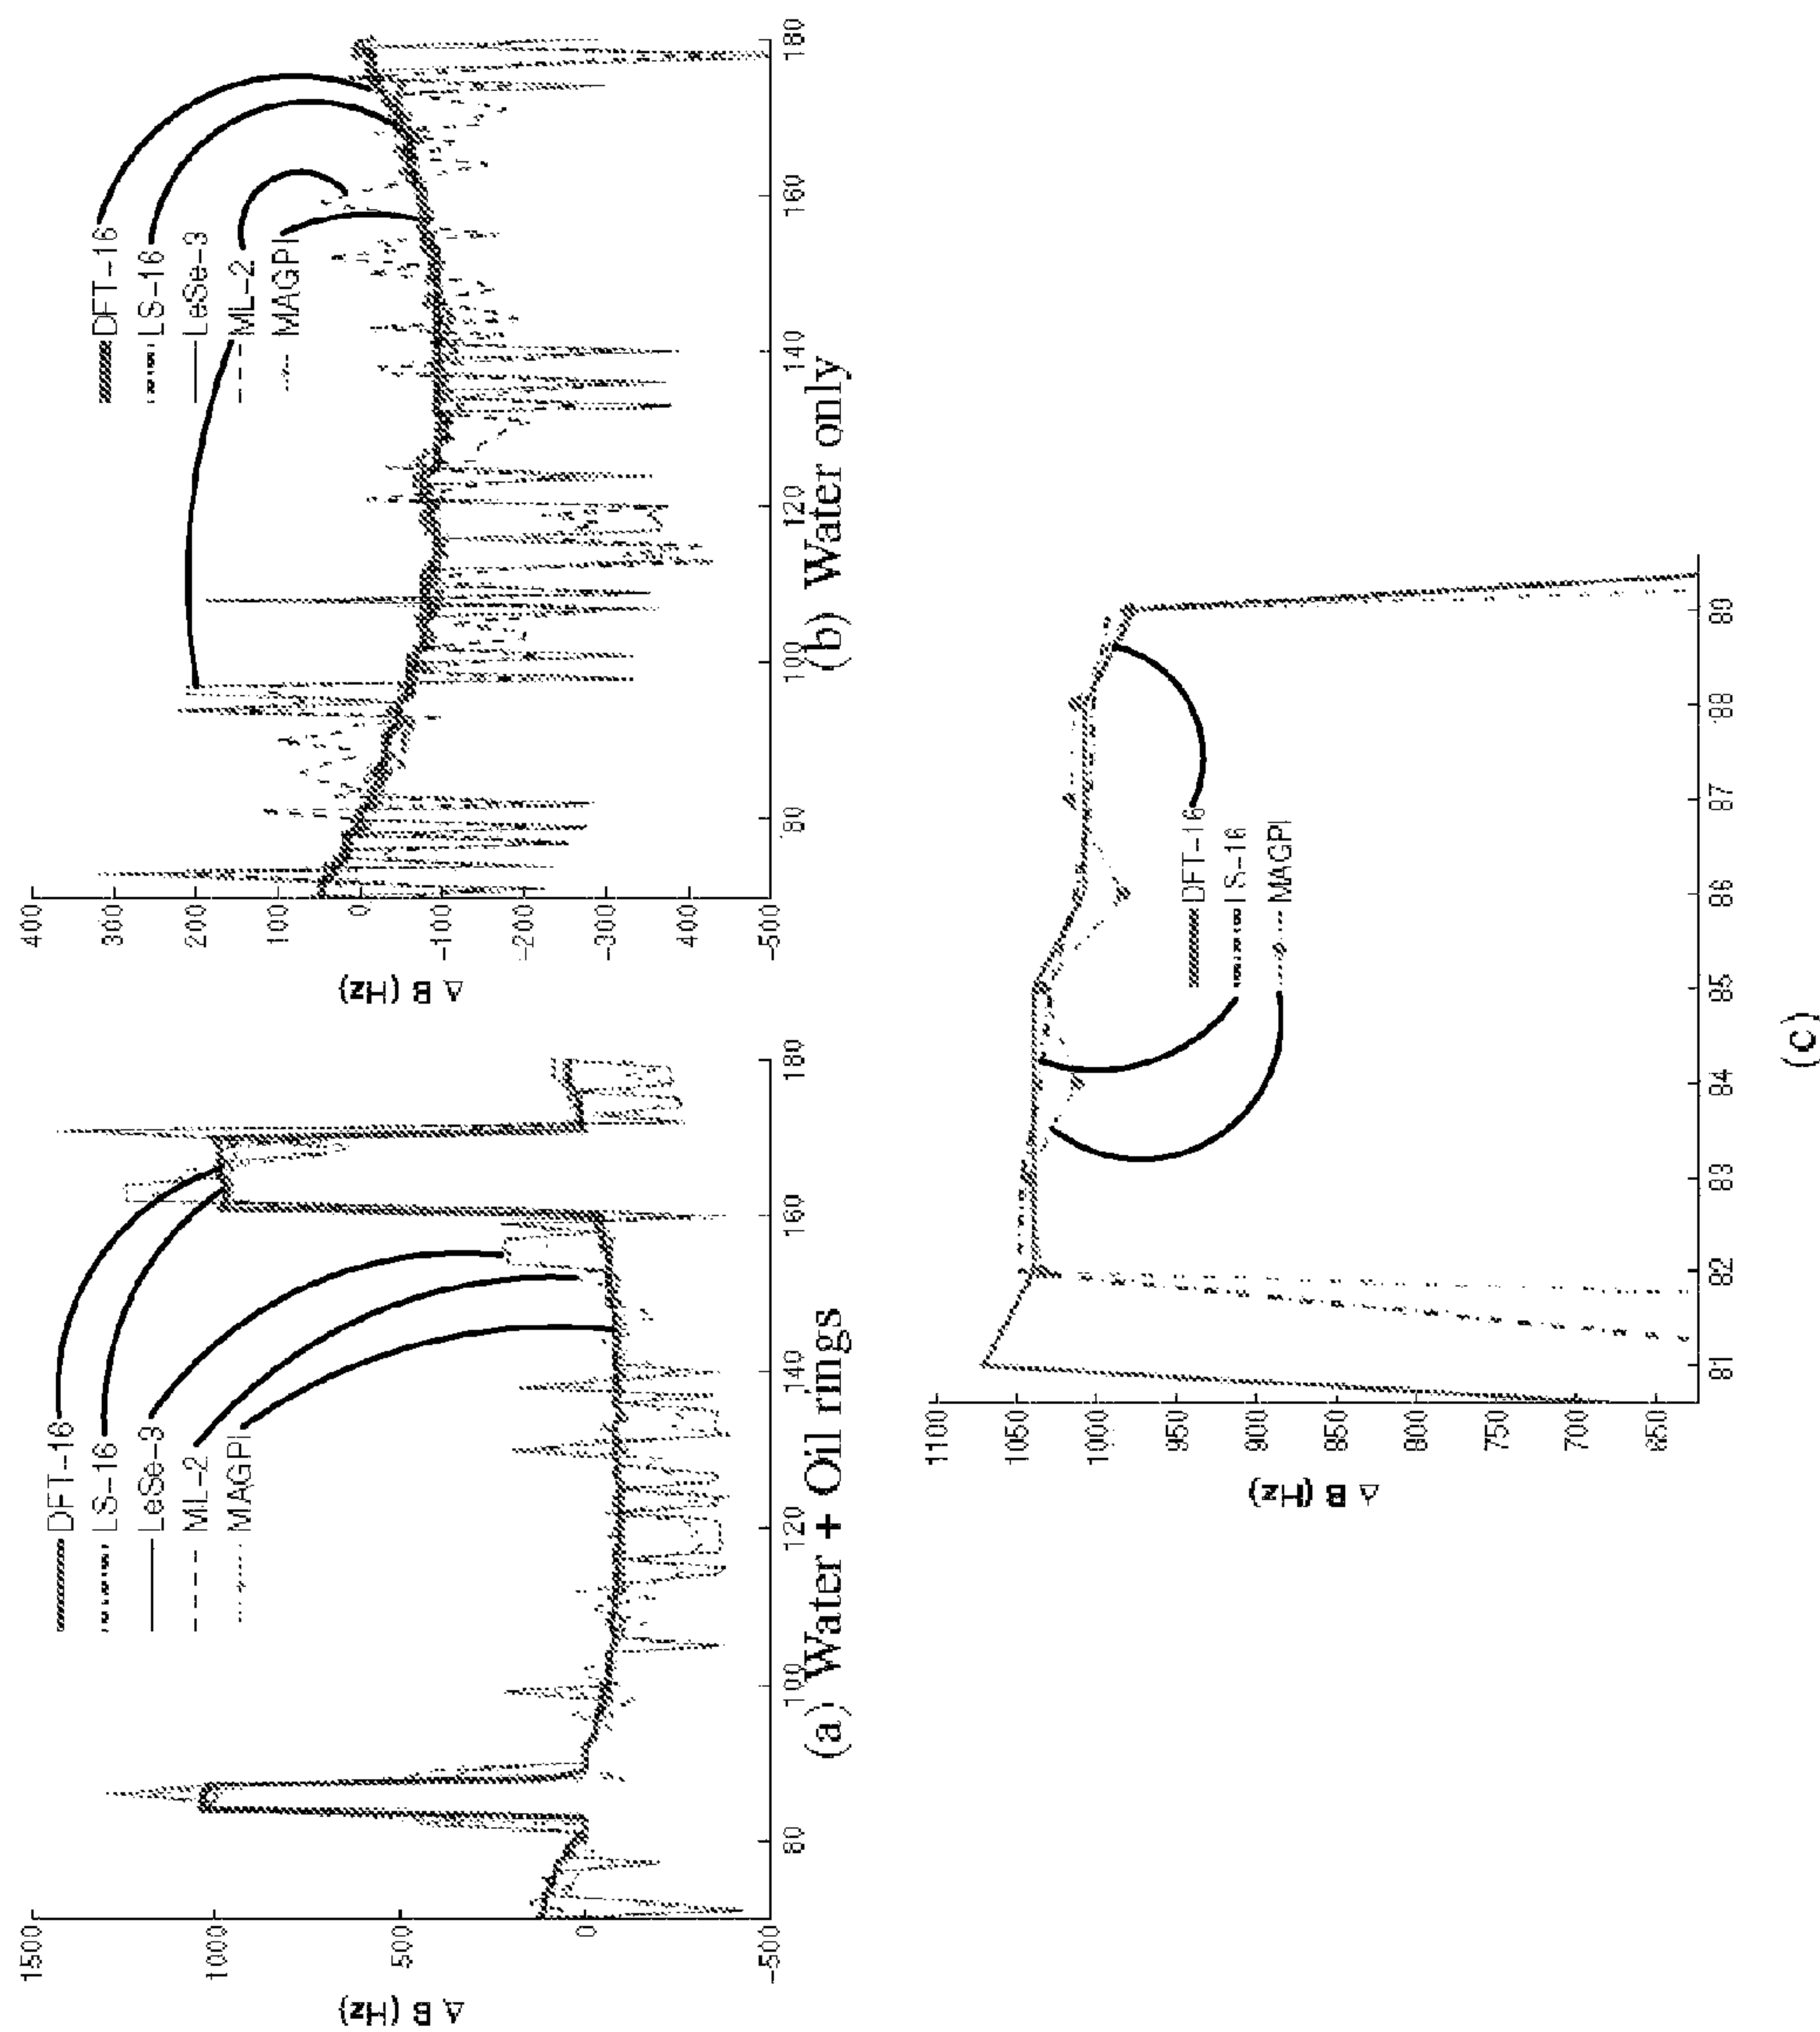 1500
1000
500
0
-500
Δ B (Hz)
80
100
120
140
160
180
DFT-16
LS-16
LeSe-3
ML-2
MAGPI
(a) Water + Oil rings
400
300
200
100
0
-100
-200
-300
-400
-500
Δ B (Hz)
80
100
120
140
160
180
DFT-16
LS-16
LeSe-3
ML-2
MAGPI
(b) Water only
1100
1050
1000
950
900
850
700
650
Δ B (Hz)
81
82
83
84
85
86
87
88
89
DFT-16
LS-16
MAGPI
(c)